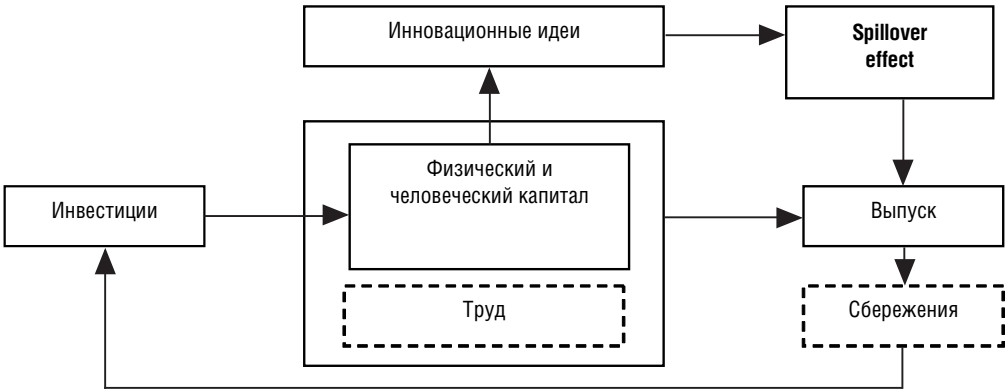 Инновационные идеи
Spillover
effect
Физический и
человеческий капитал
Инвестиции
Выпуск
Труд
Сбережения